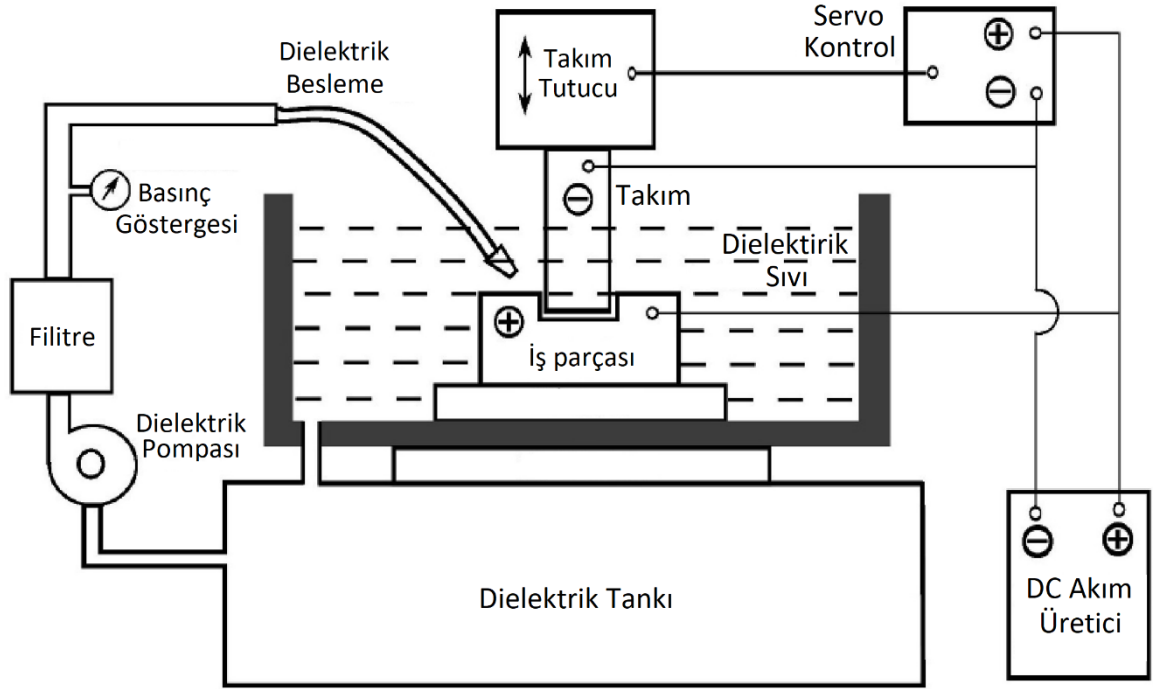 Dielektrik
Besleme
Takım
Tutucu
Servo
Kontrol
+
−
Basınç
Göstergesi
−
Takım
Dielektirik
Sıvı
Filitre
+
İş parçası
Dielektrik
Pompası
Dielektrik Tankı
− +
DC Akım
Üretici